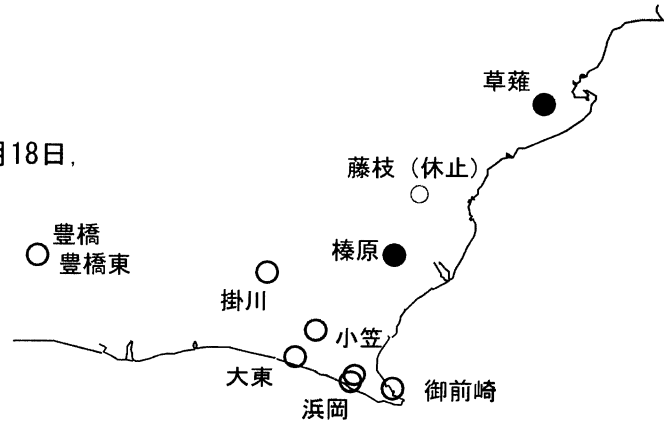 草薙
月18日,
藤枝（休止）
豊橋
豊橋東
榛原
掛川
小笠
大東
浜岡
御前崎